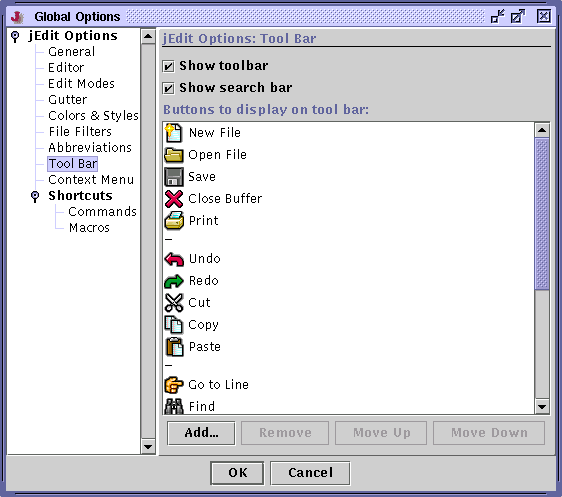 Global Options
jEdit Options
General
Editor
Edit Modes
Gutter
Colors & Styles
File Filters
Abbreviations
Tool Bar
Context Menu
Shortcuts
Commands
Macros
jEdit Options: Tool Bar
Show toolbar
Show search bar
Buttons to display on tool bar:
New File
Open File
Save
Close Buffer
Print
–
Undo
Redo
Cut
Copy
Paste
–
Go to Line
Find
Add...
Remove
Move Up
Move Down
OK
Cancel